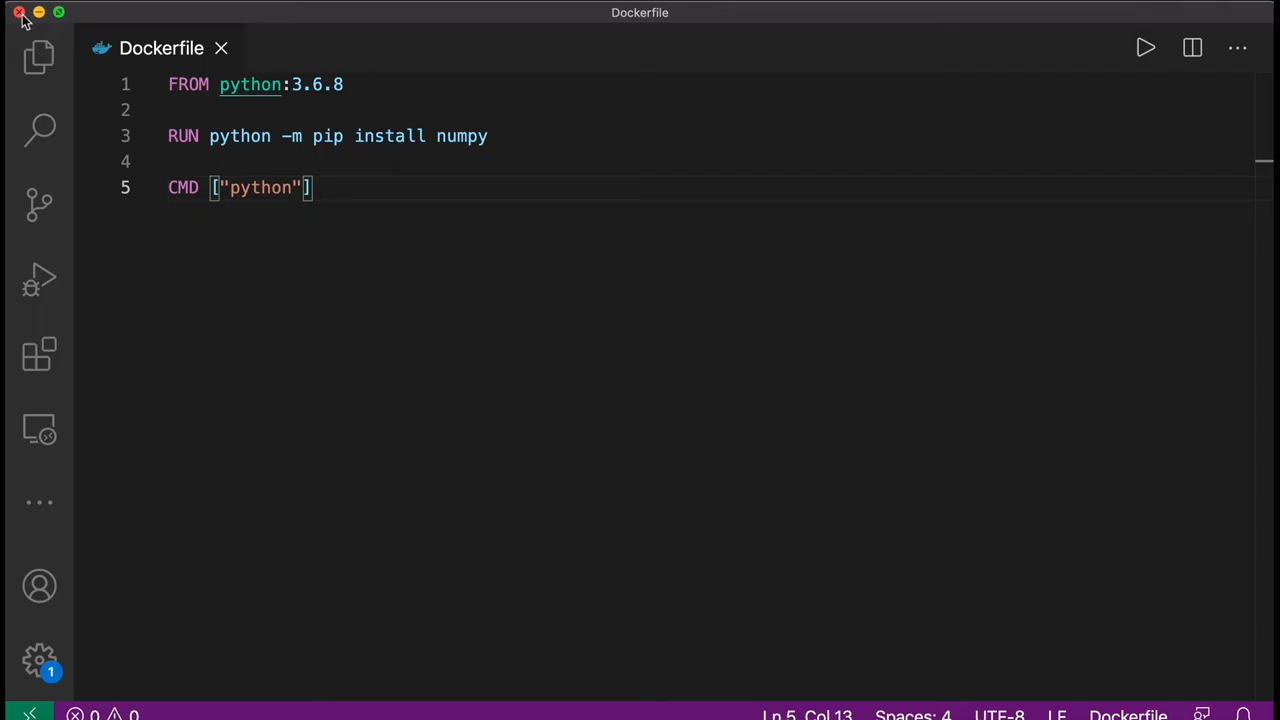 Dockerfile
Dockerfile
1 FROM python:3.6.8
2
3 RUN python -m pip install numpy
4
5 CMD ["python"]
1
0 0 Ln 5, Col 13 Spaces: 4 UTF-8 LF Dockerfile